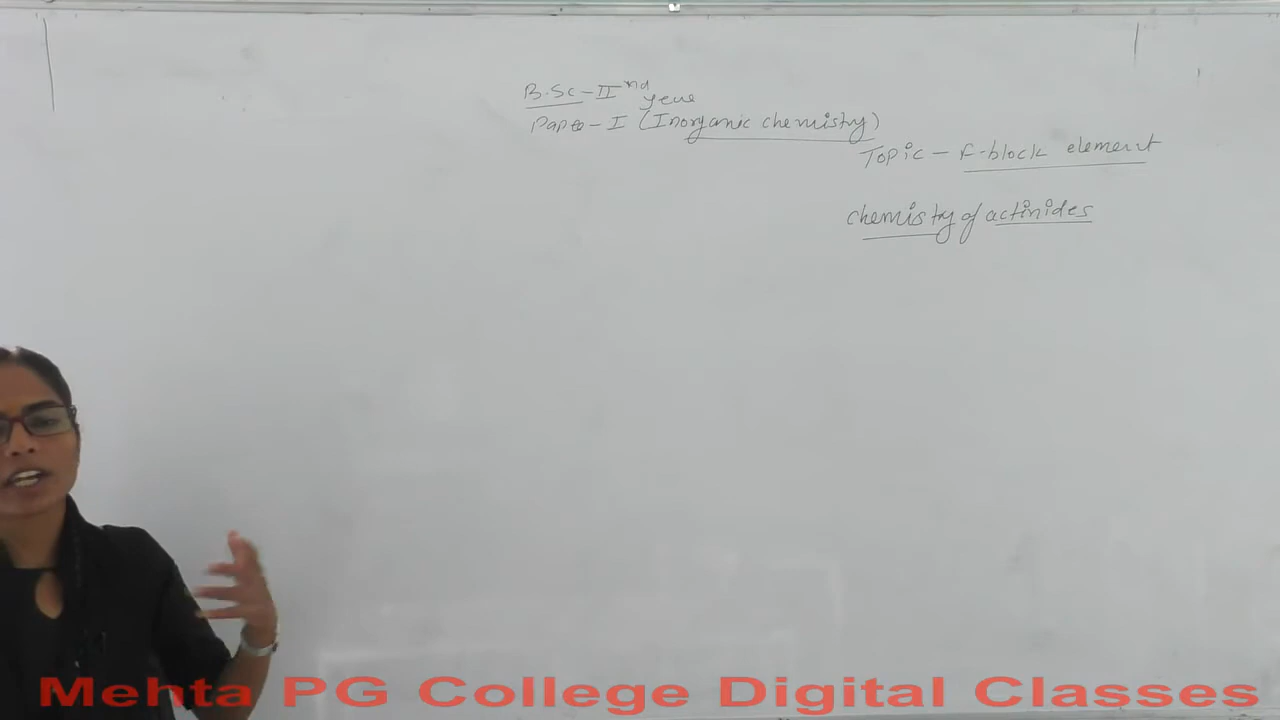 B.Sc - II nd year
Paper - I (Inorganic chemistry)
Topic - F-block element
chemistry of actinides
Mehta PG College Digital Classes